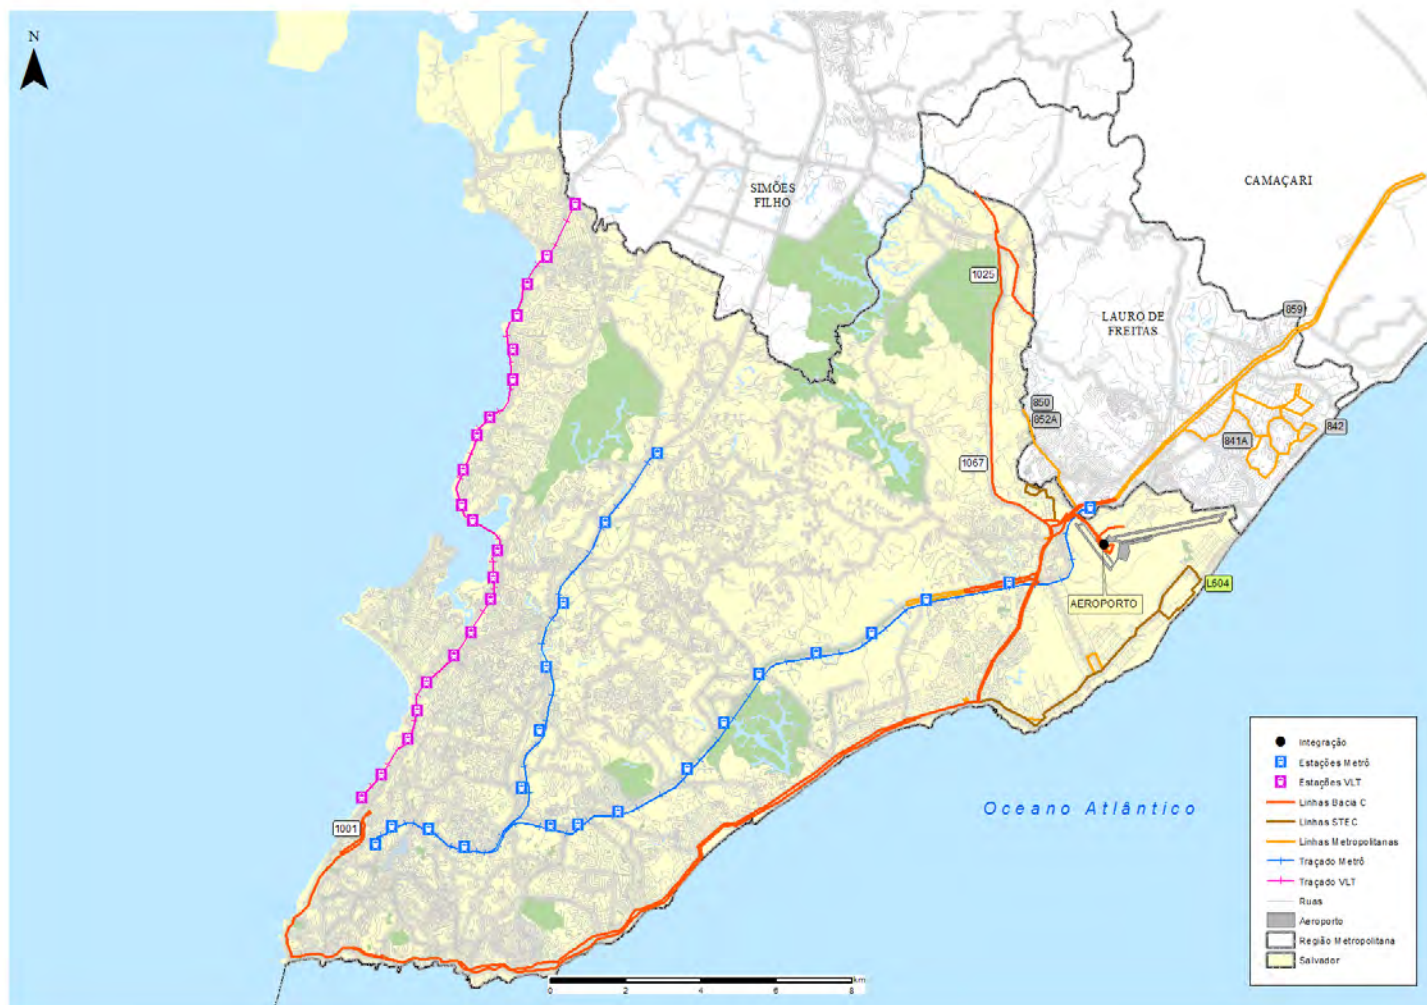 N
SIMÕES
FILHO
CAMAÇARI
LAURO DE
FREITAS
1025
859
850
852A
842
841A
1067
L604
AEROPORTO
1001
Oceano Atlântico
0 2 4 6 8 km
Integração
Estações Metrô
Estações VLT
Linhas Bacia C
Linhas STEC
Linhas Metropolitanas
Traçado Metrô
Traçado VLT
Ruas
Aeroporto
Região Metropolitana
Salvador